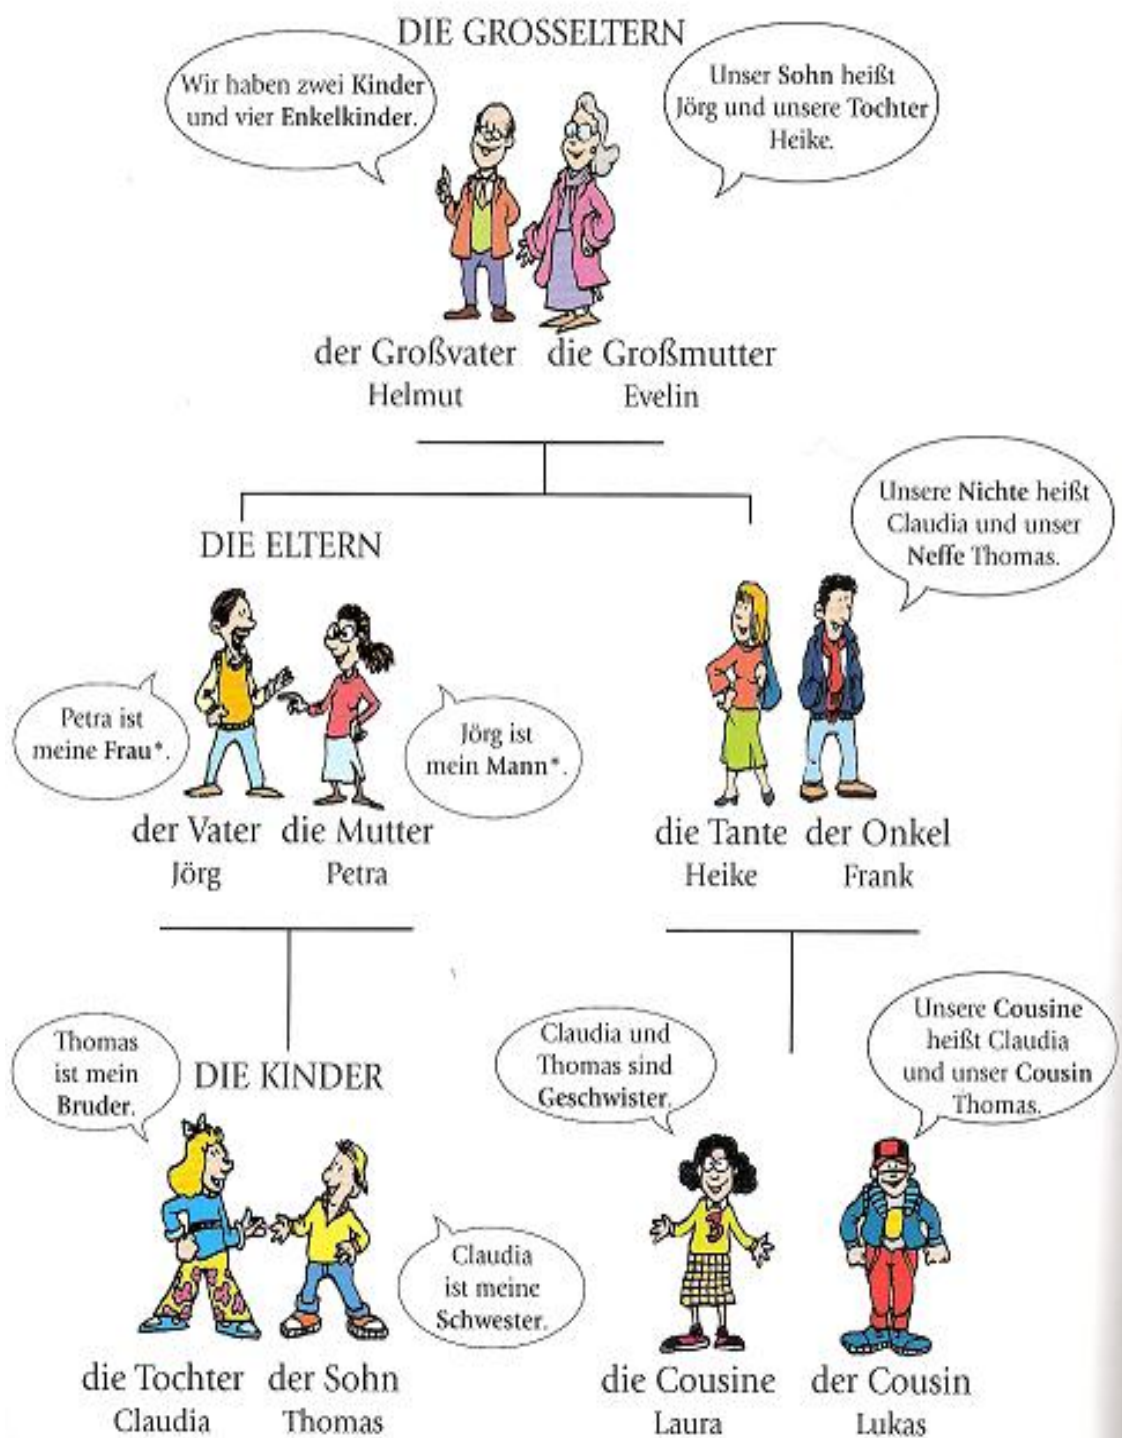 DIE GROSSELTERN
Wir haben zwei Kinder
und vier Enkelkinder.
Unser Sohn heißt
Jörg und unsere Tochter
Heike.
der Großvater die Großmutter
Helmut Evelin
Unsere Nichte heißt
Claudia und unser
Neffe Thomas.
DIE ELTERN
Petra ist
meine Frau*.
Jörg ist
mein Mann*.
der Vater die Mutter
Jörg Petra
die Tante der Onkel
Heike Frank
Thomas
ist mein
Bruder.
DIE KINDER
Claudia und
Thomas sind
Geschwister.
Unsere Cousine
heißt Claudia
und unser Cousin
Thomas.
3
Claudia
ist meine
Schwester.
die Tochter der Sohn
Claudia Thomas
die Cousine der Cousin
Laura Lukas